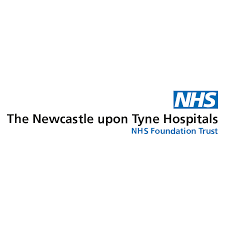 NHS
The Newcastle upon Tyne Hospitals
NHS Foundation Trust